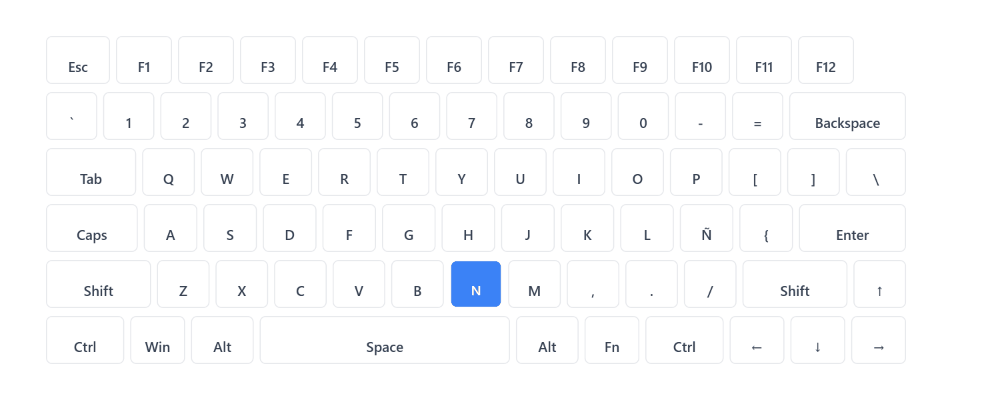 Esc F1 F2 F3 F4 F5 F6 F7 F8 F9 F10 F11 F12
` 1 2 3 4 5 6 7 8 9 0 - = Backspace
Tab Q W E R T Y U I O P [ ] \
Caps A S D F G H J K L Ñ { Enter
Shift Z X C V B N M , . / Shift ↑
Ctrl Win Alt Space Alt Fn Ctrl ← ↓ →